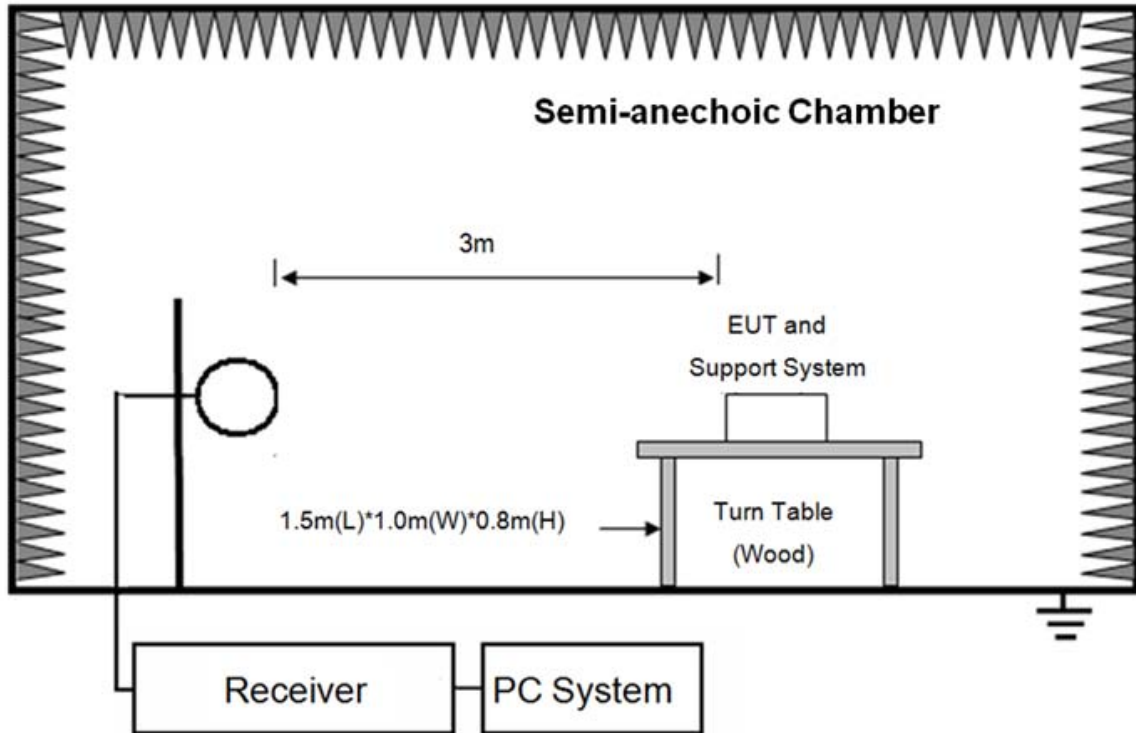 Semi-anechoic Chamber
3m
EUT and
Support System
1.5m(L)*1.0m(W)*0.8m(H)
Turn Table
(Wood)
Receiver
PC System